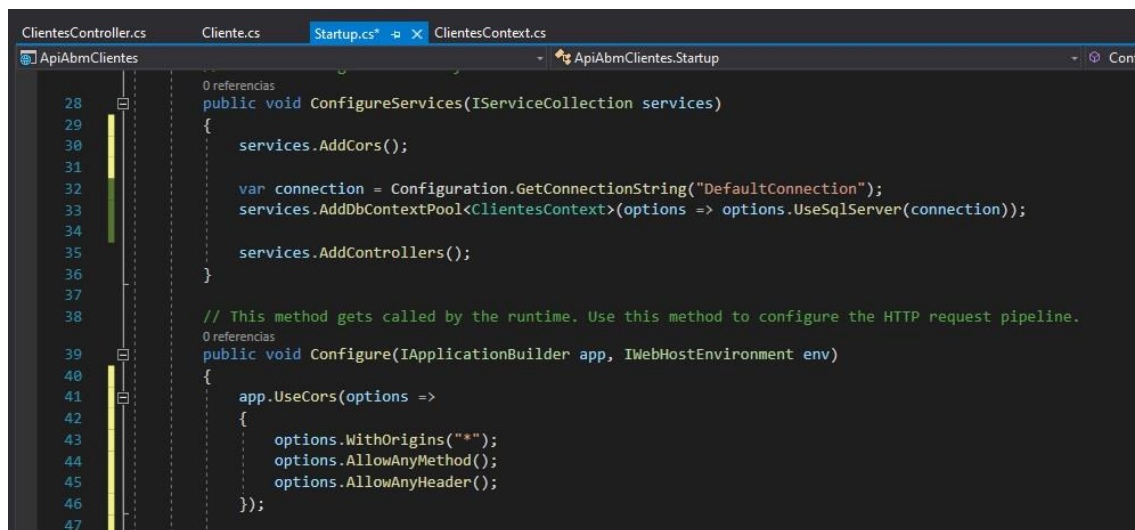 ClientesController.cs Cliente.cs Startup.cs* ClientesContext.cs
ApiAbmClientes ApiAbmClientes.Startup
0 referencias
28 public void ConfigureServices(IServiceCollection services)
29 {
30 services.AddCors();
31
32 var connection = Configuration.GetConnectionString("DefaultConnection");
33 services.AddDbContextPool<ClientesContext>(options => options.UseSqlServer(connection));
34
35 services.AddControllers();
36 }
37
38 // This method gets called by the runtime. Use this method to configure the HTTP request pipeline.
0 referencias
39 public void Configure(IApplicationBuilder app, IWebHostEnvironment env)
40 {
41 app.UseCors(options =>
42 {
43 options.WithOrigins("*");
44 options.AllowAnyMethod();
45 options.AllowAnyHeader();
46 });
47